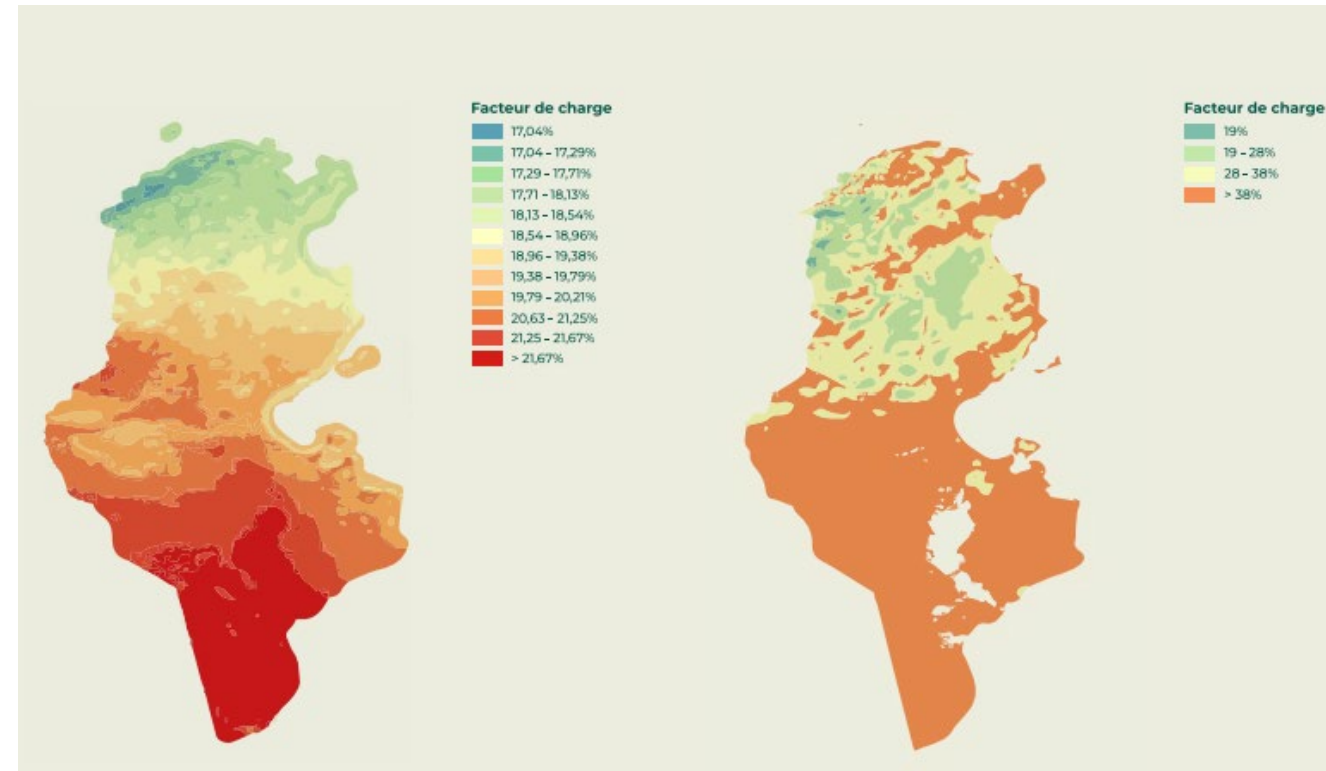 Facteur de charge
17,04%
17,04 - 17,29%
17,29 - 17,71%
17,71 - 18,13%
18,13 - 18,54%
18,54 - 18,96%
18,96 - 19,38%
19,38 - 19,79%
19,79 - 20,21%
20,63 - 21,25%
21,25 - 21,67%
> 21,67%
Facteur de charge
19%
19 - 28%
28 - 38%
> 38%